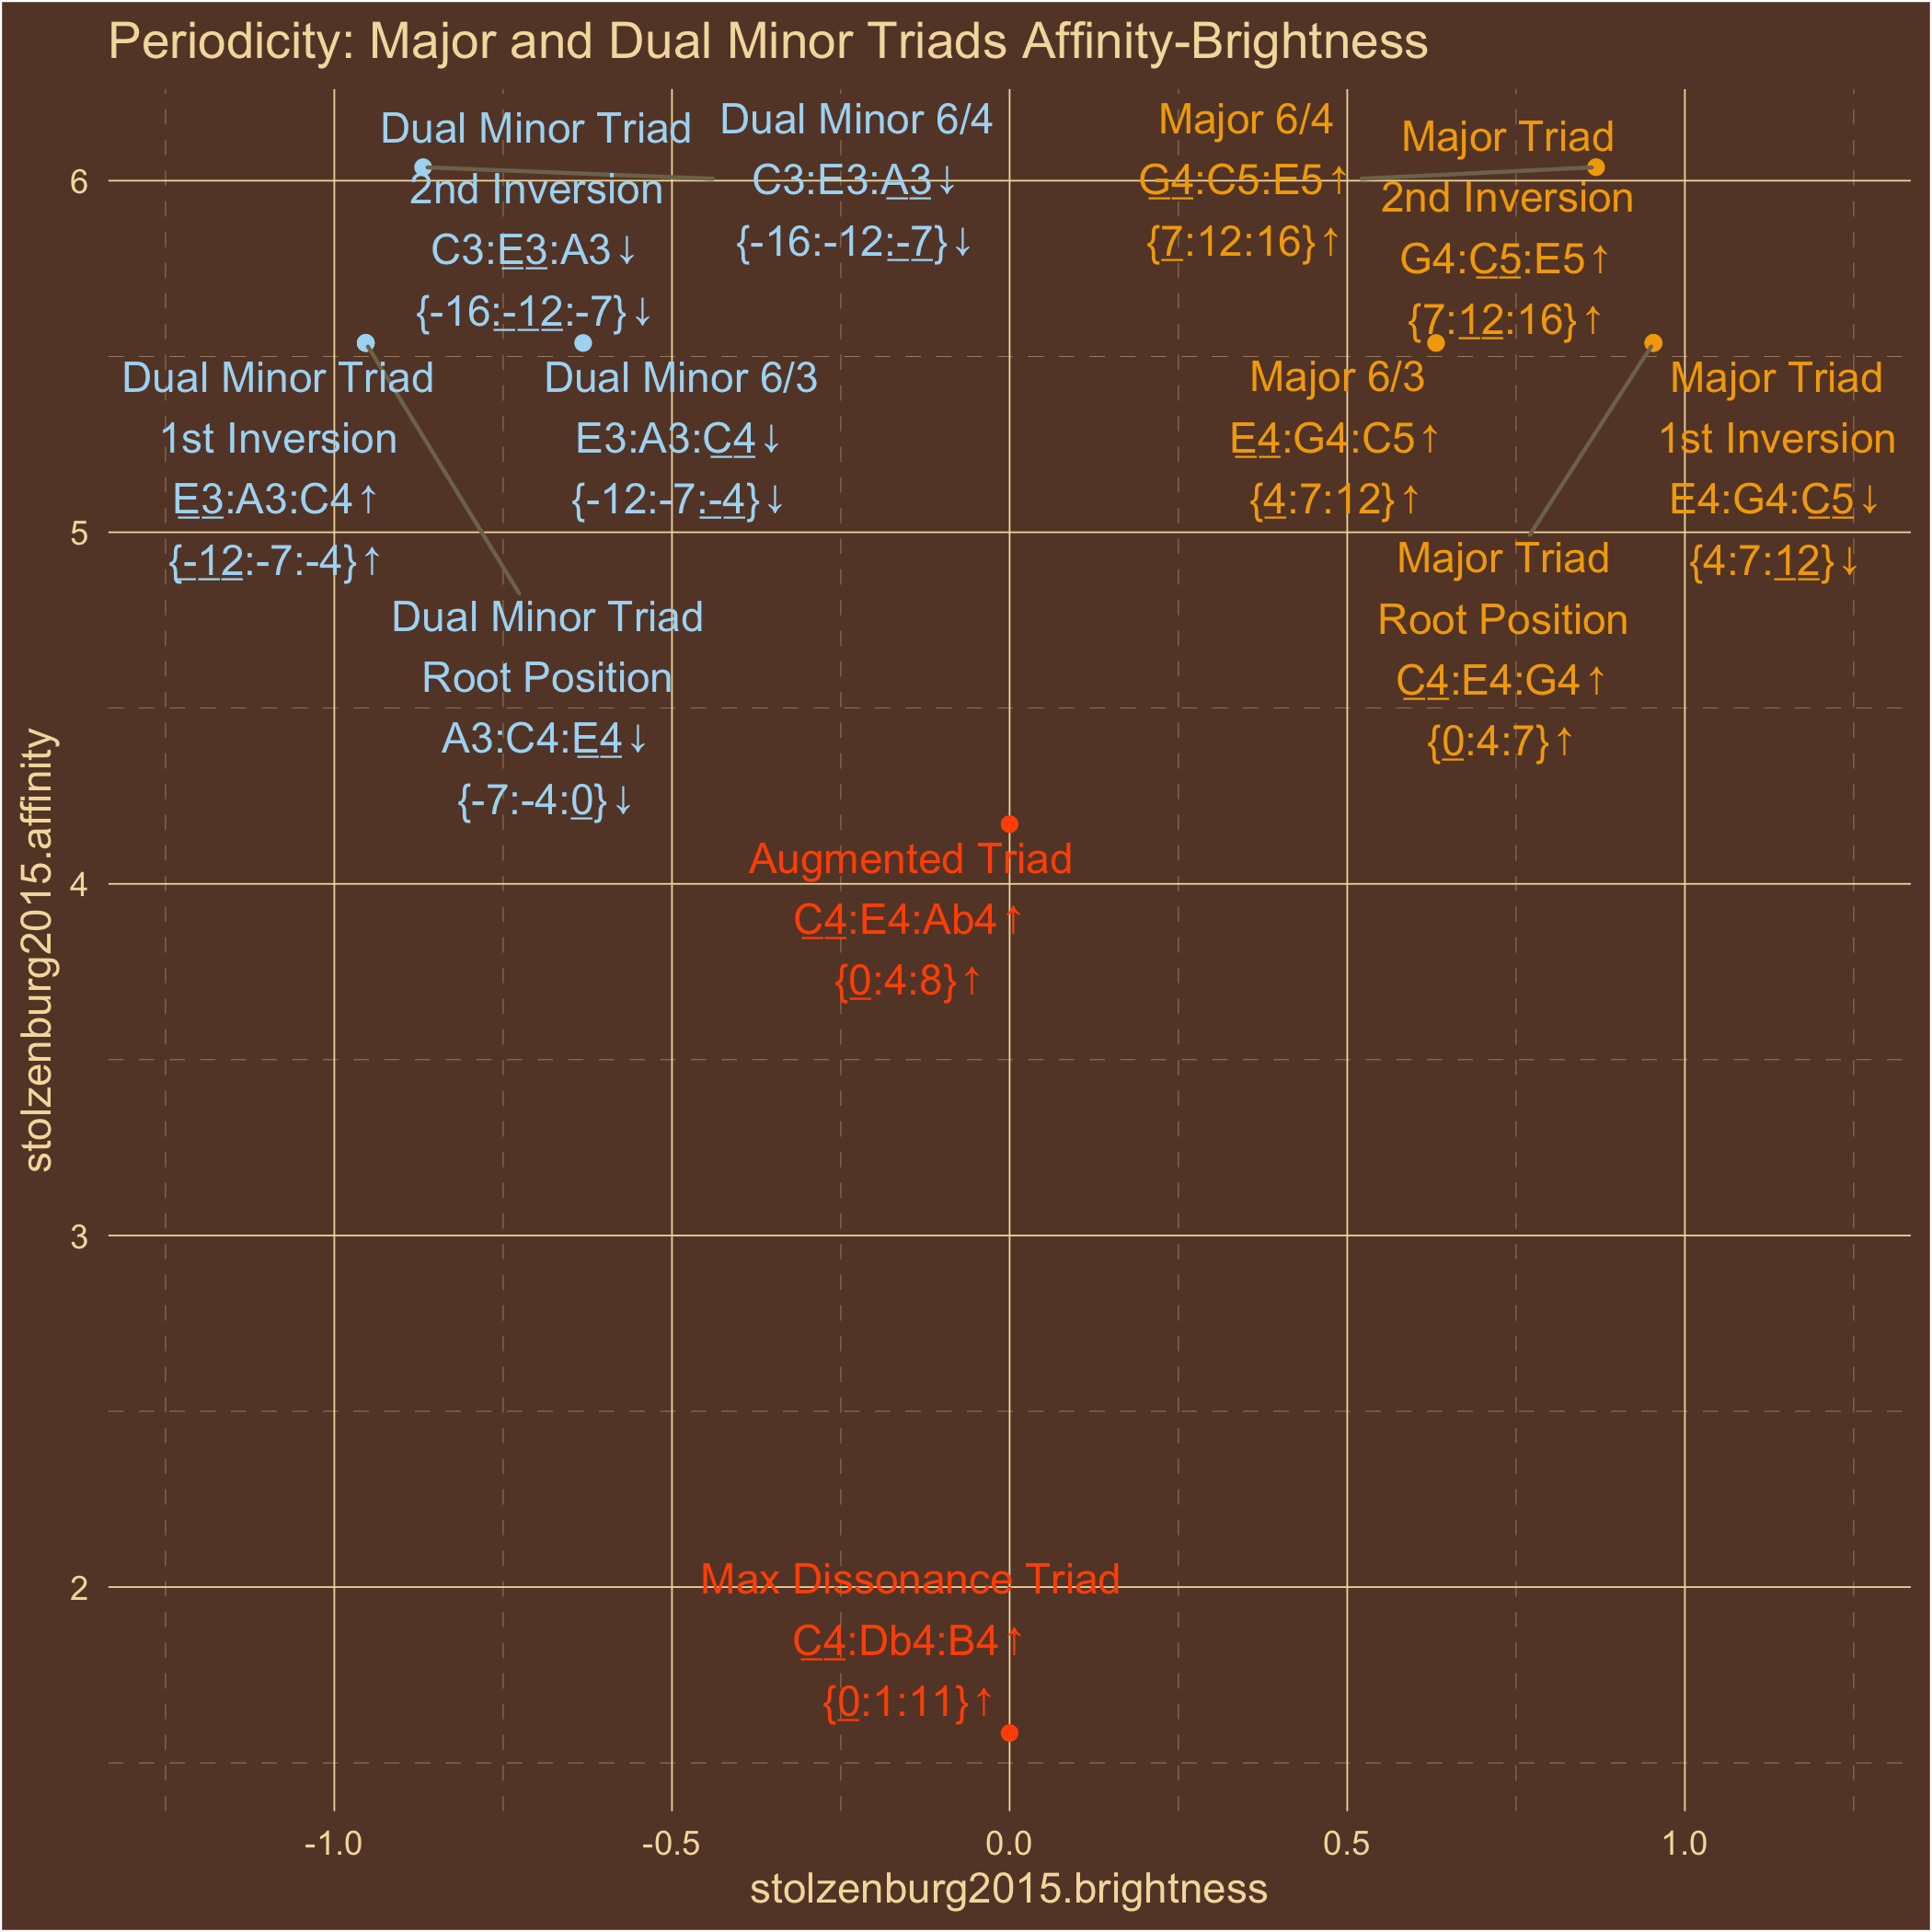 Periodicity: Major and Dual Minor Triads Affinity-Brightness
Dual Minor Triad
2nd Inversion
C3:E3:A3↓
{-16:-12:-7}↓
Dual Minor 6/4
C3:E3:A3↓
{-16:-12:-7}↓
Major 6/4
G4:C5:E5↑
{7:12:16}↑
Major Triad
2nd Inversion
G4:C5:E5↑
{7:12:16}↑
Dual Minor Triad
1st Inversion
E3:A3:C4↑
{-12:-7:-4}↑
Dual Minor 6/3
E3:A3:C4↓
{-12:-7:-4}↓
Major 6/3
E4:G4:C5↑
{4:7:12}↑
Major Triad
1st Inversion
E4:G4:C5↓
{4:7:12}↓
Dual Minor Triad
Root Position
A3:C4:E4↓
{-7:-4:0}↓
Major Triad
Root Position
C4:E4:G4↑
{0:4:7}↑
Augmented Triad
C4:E4:Ab4↑
{0:4:8}↑
Max Dissonance Triad
C4:Db4:B4↑
{0:1:11}↑
6
5
4
3
2
stolzenburg2015.affinity
-1.0
-0.5
0.0
0.5
1.0
stolzenburg2015.brightness